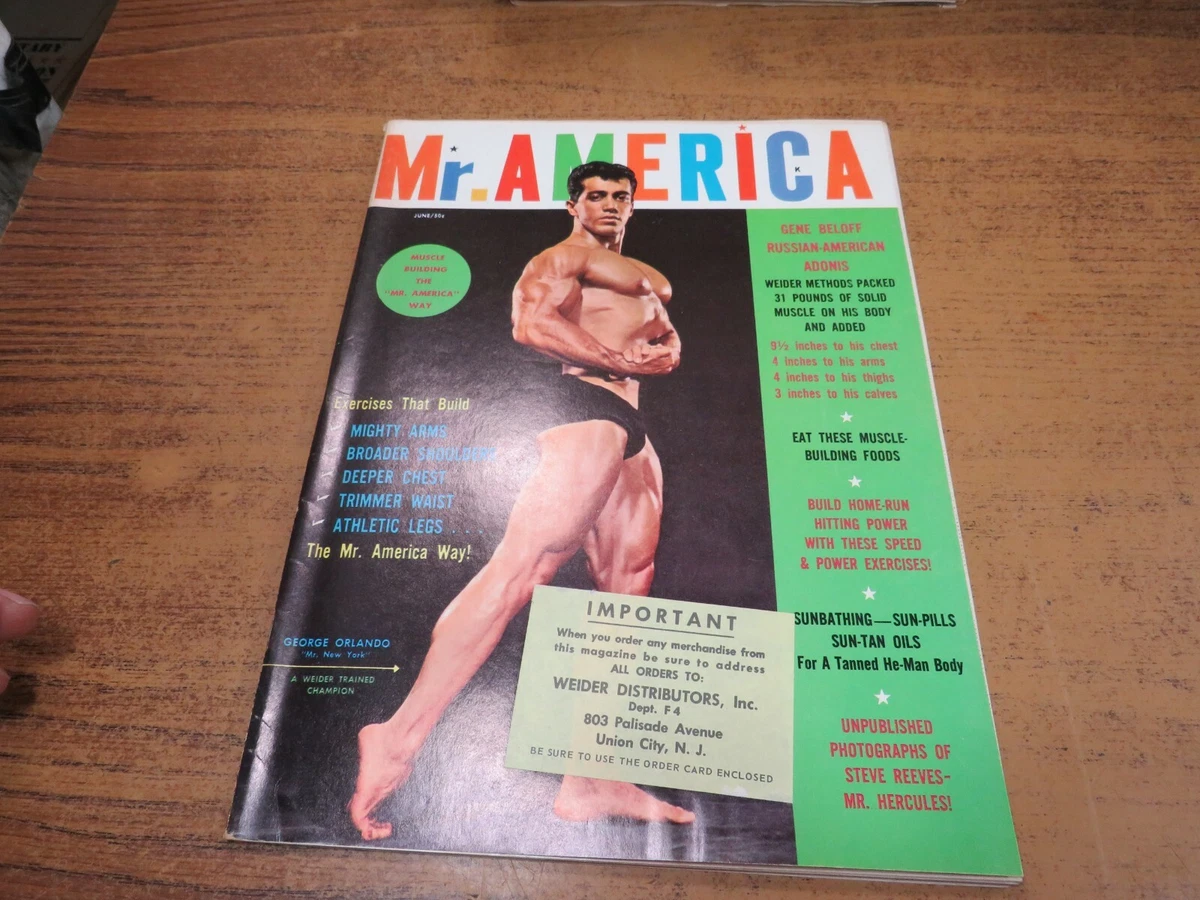 Mr. AMERICA
JUNE/50¢
MUSCLE
BUILDING
THE
"MR. AMERICA"
WAY
Exercises That Build
MIGHTY ARMS
BROADER SHOULDERS
DEEPER CHEST
TRIMMER WAIST
ATHLETIC LEGS . . . .
The Mr. America Way!
GEORGE ORLANDO
"Mr. New York"
A WEIDER TRAINED
CHAMPION
GENE BELOFF
RUSSIAN-AMERICAN
ADONIS
WEIDER METHODS PACKED
31 POUNDS OF SOLID
MUSCLE ON HIS BODY
AND ADDED
9½ inches to his chest
4 inches to his arms
4 inches to his thighs
3 inches to his calves
EAT THESE MUSCLE-
BUILDING FOODS
BUILD HOME-RUN
HITTING POWER
WITH THESE SPEED
& POWER EXERCISES!
SUNBATHING—SUN-PILLS
SUN-TAN OILS
For A Tanned He-Man Body
UNPUBLISHED
PHOTOGRAPHS OF
STEVE REEVES-
MR. HERCULES!
IMPORTANT
When you order any merchandise from
this magazine be sure to address
ALL ORDERS TO:
WEIDER DISTRIBUTORS, Inc.
Dept. F4
803 Palisade Avenue
Union City, N. J.
BE SURE TO USE THE ORDER CARD ENCLOSED